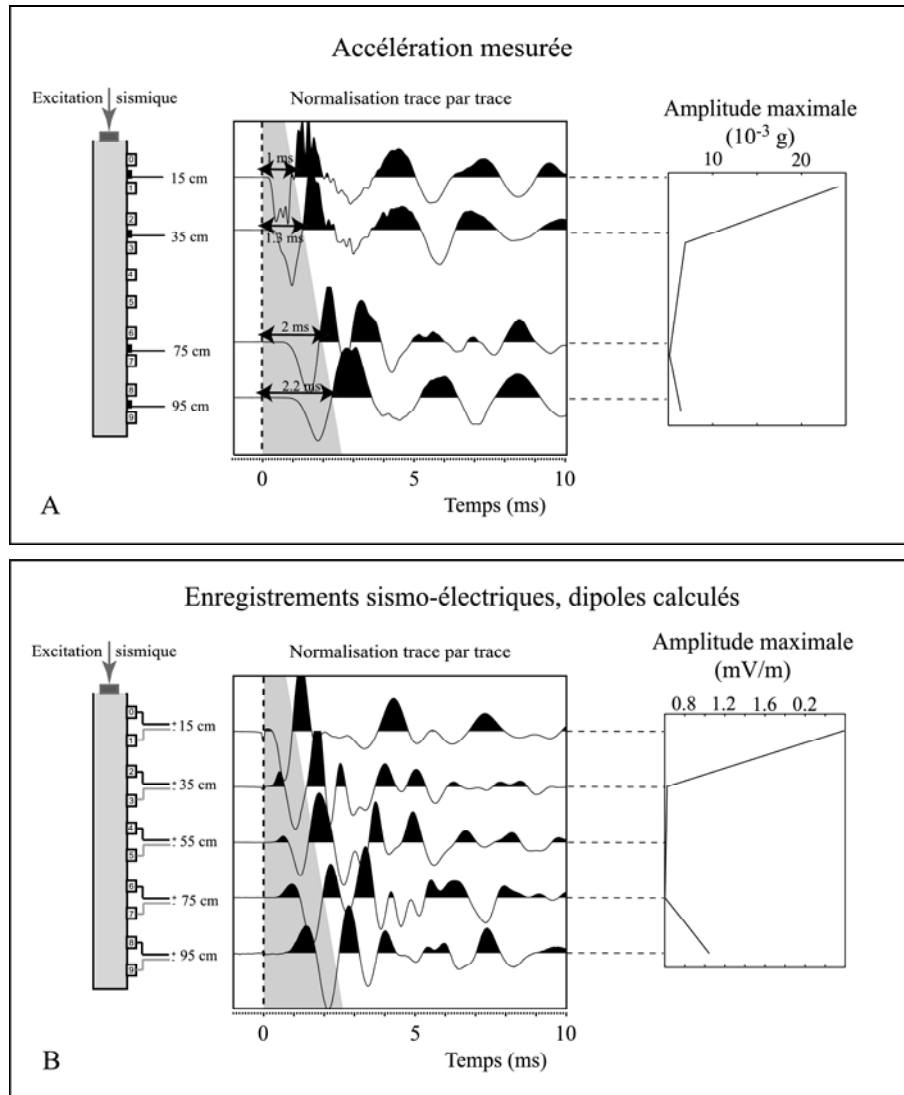 Accélération mesurée
Excitation sismique
Normalisation trace par trace
Amplitude maximale
(10-3 g)
10 20
0
1 ms
15 cm
1
2
1.3 ms
35 cm
3
4
5
6
2 ms
75 cm
7
8
2.2 ms
95 cm
9
0 5 10
Temps (ms)
A
Enregistrements sismo-électriques, dipoles calculés
Excitation sismique
Normalisation trace par trace
Amplitude maximale
(mV/m)
0.8 1.2 1.6 0.2
0
+15 cm
-
1
2
+35 cm
-
3
4
+55 cm
-
5
6
+75 cm
-
7
8
+95 cm
-
9
0 5 10
Temps (ms)
B